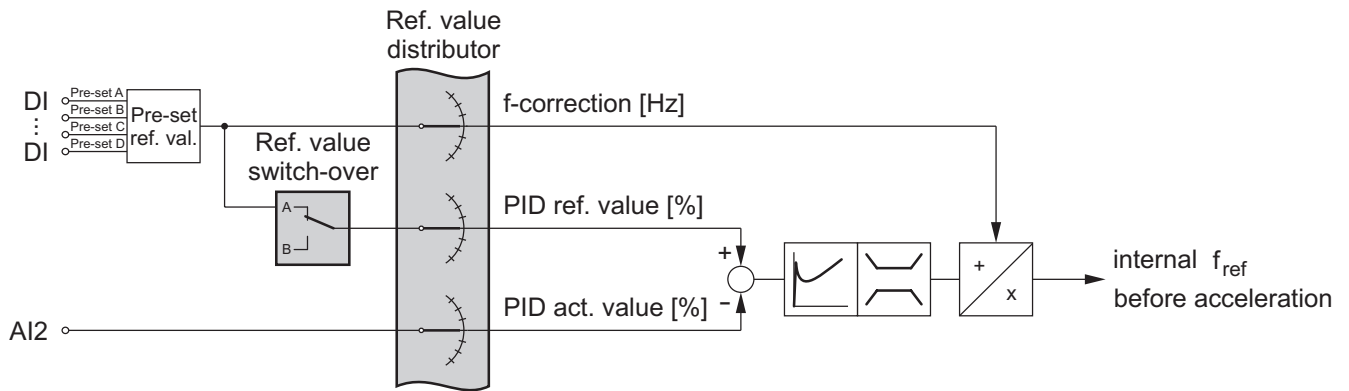 Ref. value
distributor
DI
Pre-set A
Pre-set B
⋮
Pre-set C
DI
Pre-set D
Pre-set
ref. val.
f-correction [Hz]
Ref. value
switch-over
A
B
PID ref. value [%]
+
-
+
x
internal f ref
before acceleration
PID act. value [%]
AI2